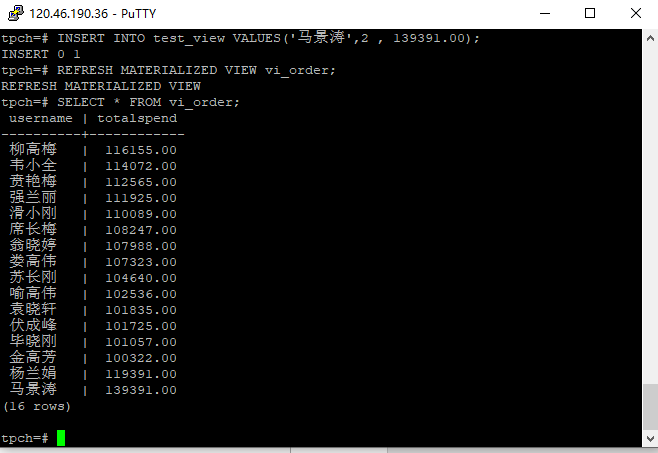 120.46.190.36 - PuTTY
tpch=# INSERT INTO test_view VALUES('马景涛',2 , 139391.00);
INSERT 0 1
tpch=# REFRESH MATERIALIZED VIEW vi_order;
REFRESH MATERIALIZED VIEW
tpch=# SELECT * FROM vi_order;
 username | totalspend
----------+------------
 柳高梅   |  116155.00
 韦小全   |  114072.00
 贲艳梅   |  112565.00
 强兰丽   |  111925.00
 滑小刚   |  110089.00
 席长梅   |  108247.00
 翁晓婷   |  107988.00
 娄高伟   |  107323.00
 苏长刚   |  104640.00
 喻高伟   |  102536.00
 袁晓轩   |  101835.00
 伏成峰   |  101725.00
 毕晓刚   |  101057.00
 金高芳   |  100322.00
 杨兰娟   |  119391.00
 马景涛   |  139391.00
(16 rows)
tpch=#